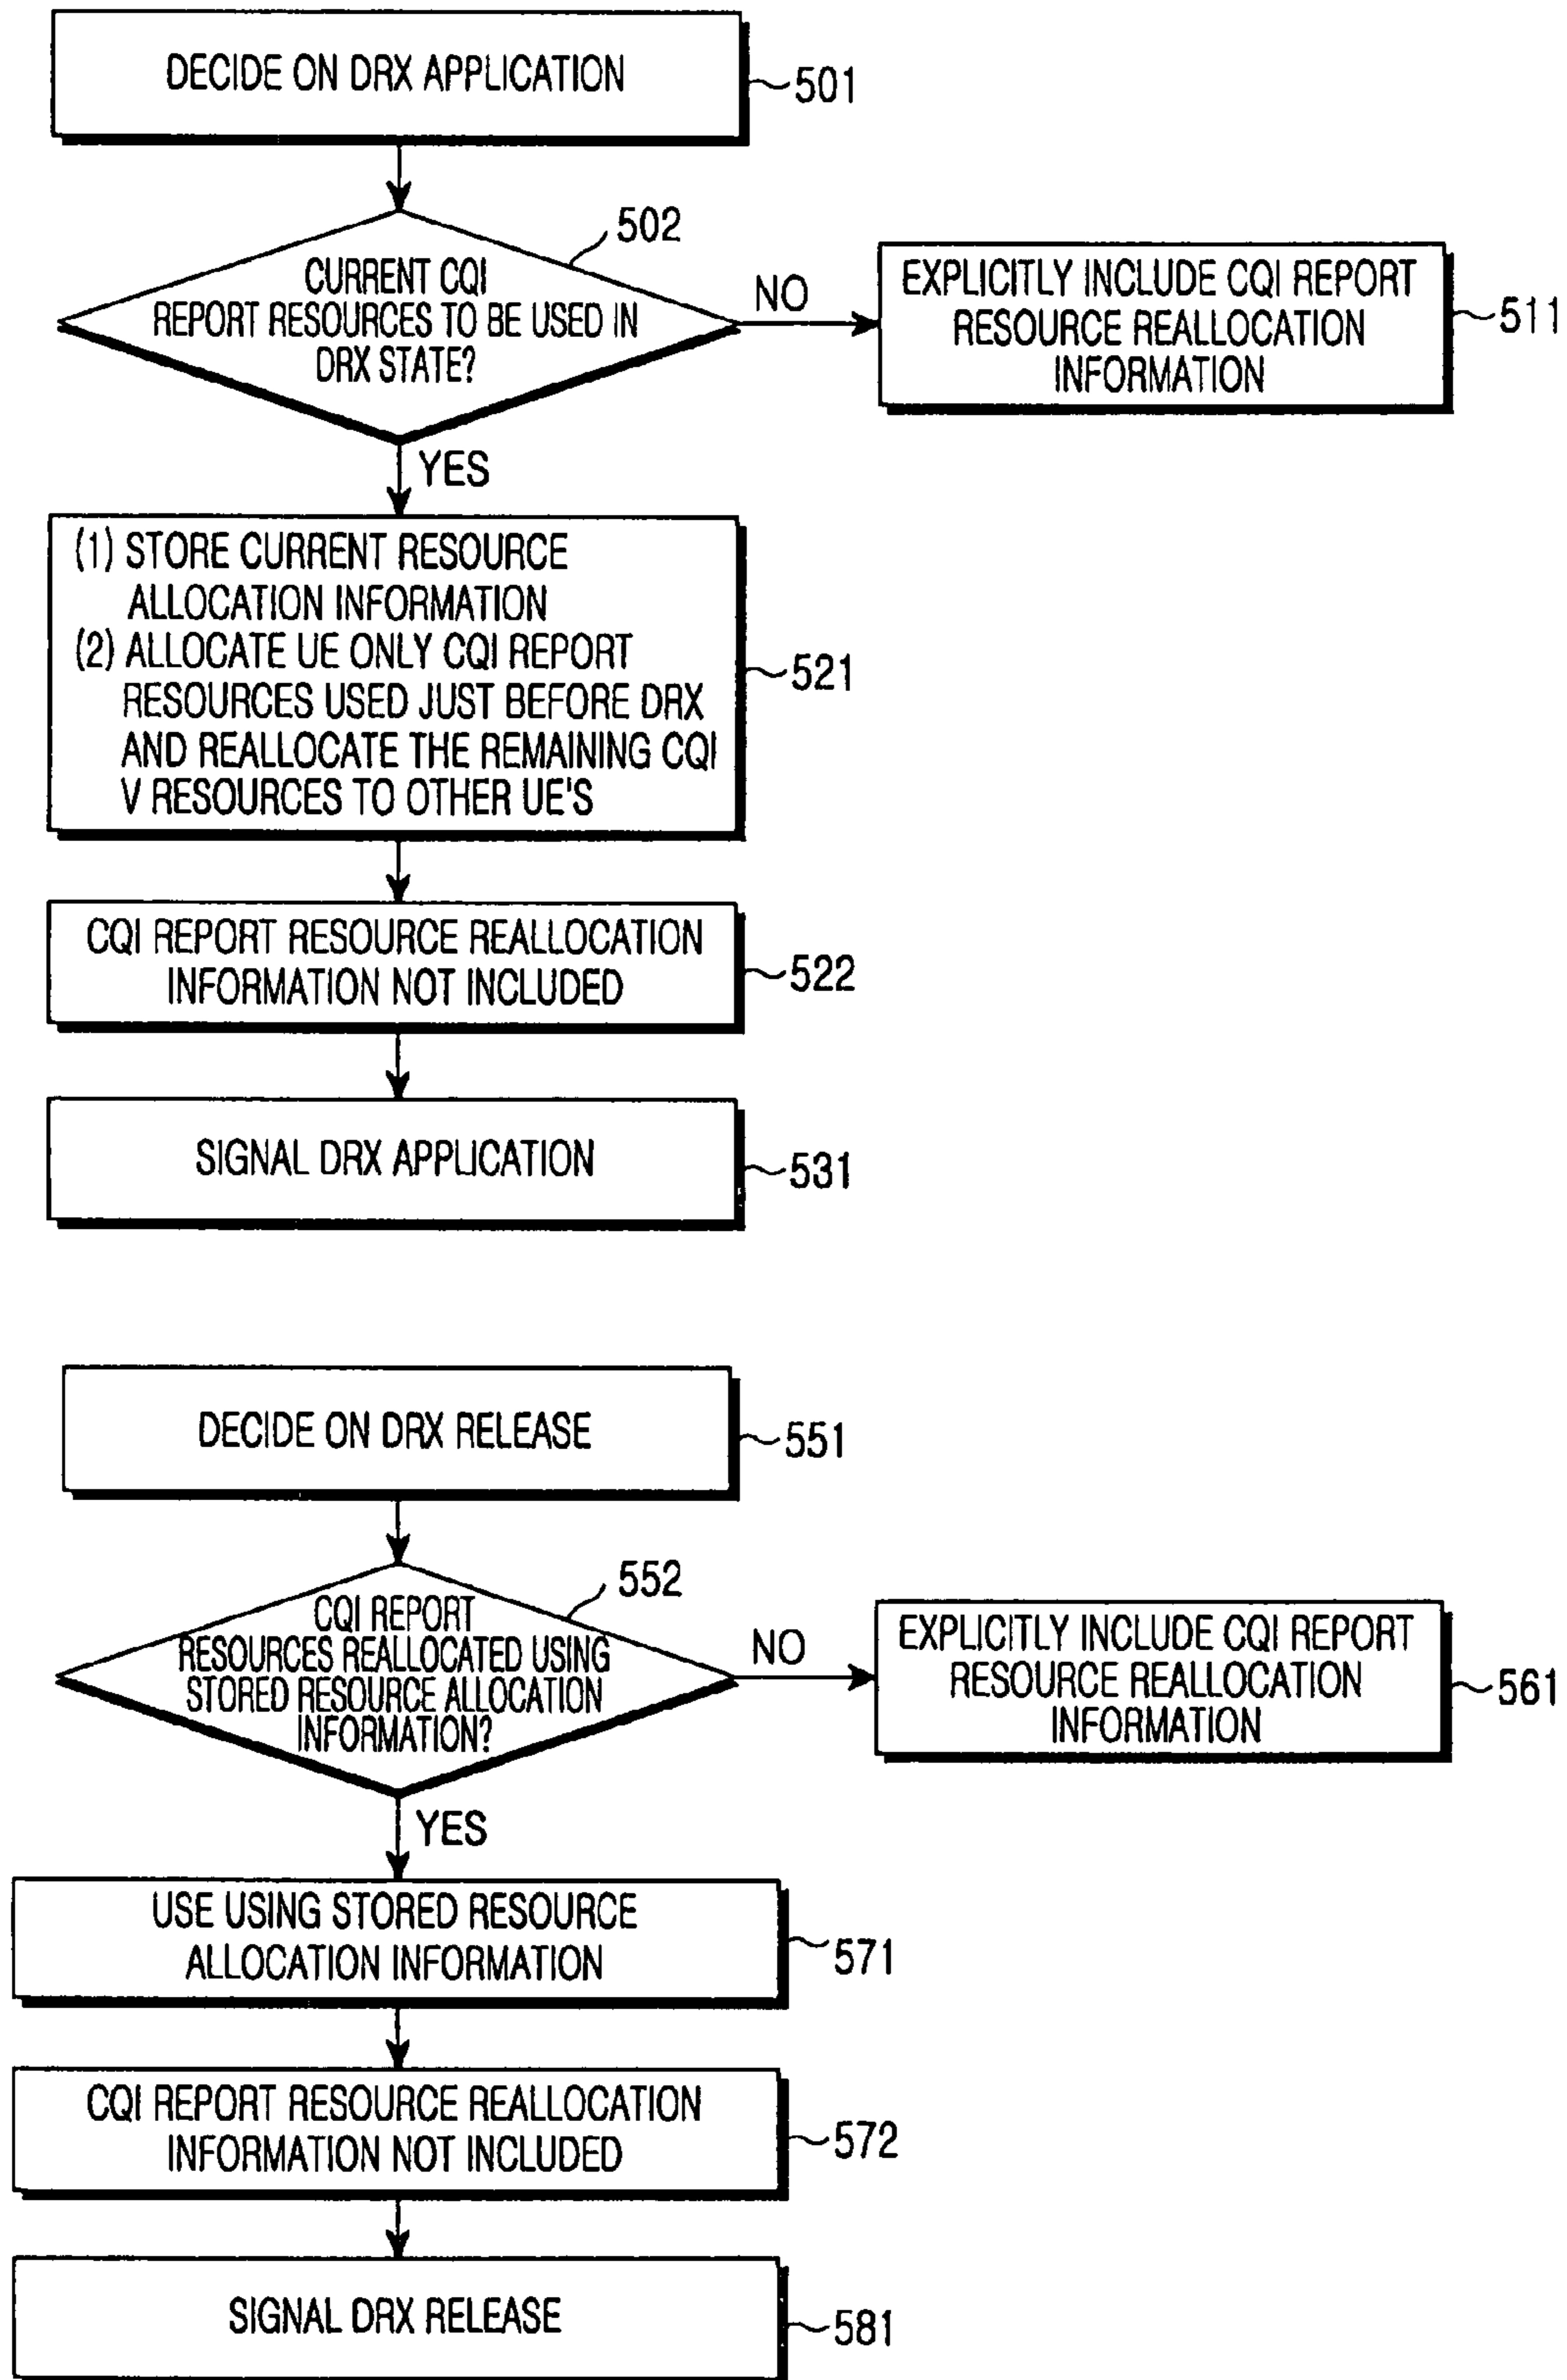 DECIDE ON DRX APPLICATION
501
502
CURRENT CQI
REPORT RESOURCES TO BE USED IN
DRX STATE?
NO
EXPLICITLY INCLUDE CQI REPORT
RESOURCE REALLOCATION
INFORMATION
511
YES
(1) STORE CURRENT RESOURCE
ALLOCATION INFORMATION
(2) ALLOCATE UE ONLY CQI REPORT
RESOURCES USED JUST BEFORE DRX
AND REALLOCATE THE REMAINING CQI
V RESOURCES TO OTHER UE'S
521
CQI REPORT RESOURCE REALLOCATION
INFORMATION NOT INCLUDED
522
SIGNAL DRX APPLICATION
531
DECIDE ON DRX RELEASE
551
552
CQI REPORT
RESOURCES REALLOCATED USING
STORED RESOURCE ALLOCATION
INFORMATION?
NO
EXPLICITLY INCLUDE CQI REPORT
RESOURCE REALLOCATION
INFORMATION
561
YES
USE USING STORED RESOURCE
ALLOCATION INFORMATION
571
CQI REPORT RESOURCE REALLOCATION
INFORMATION NOT INCLUDED
572
SIGNAL DRX RELEASE
581